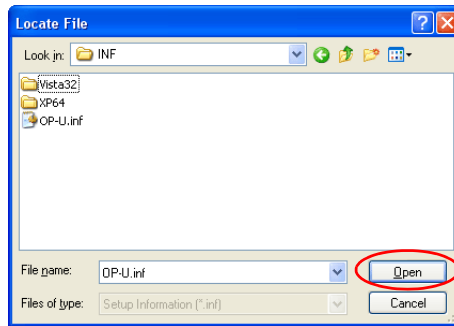 Locate File
Look in: INF
Vista32
XP64
OP-U.inf
File name: OP-U.inf Open
Files of type: Setup Information (*.inf) Cancel